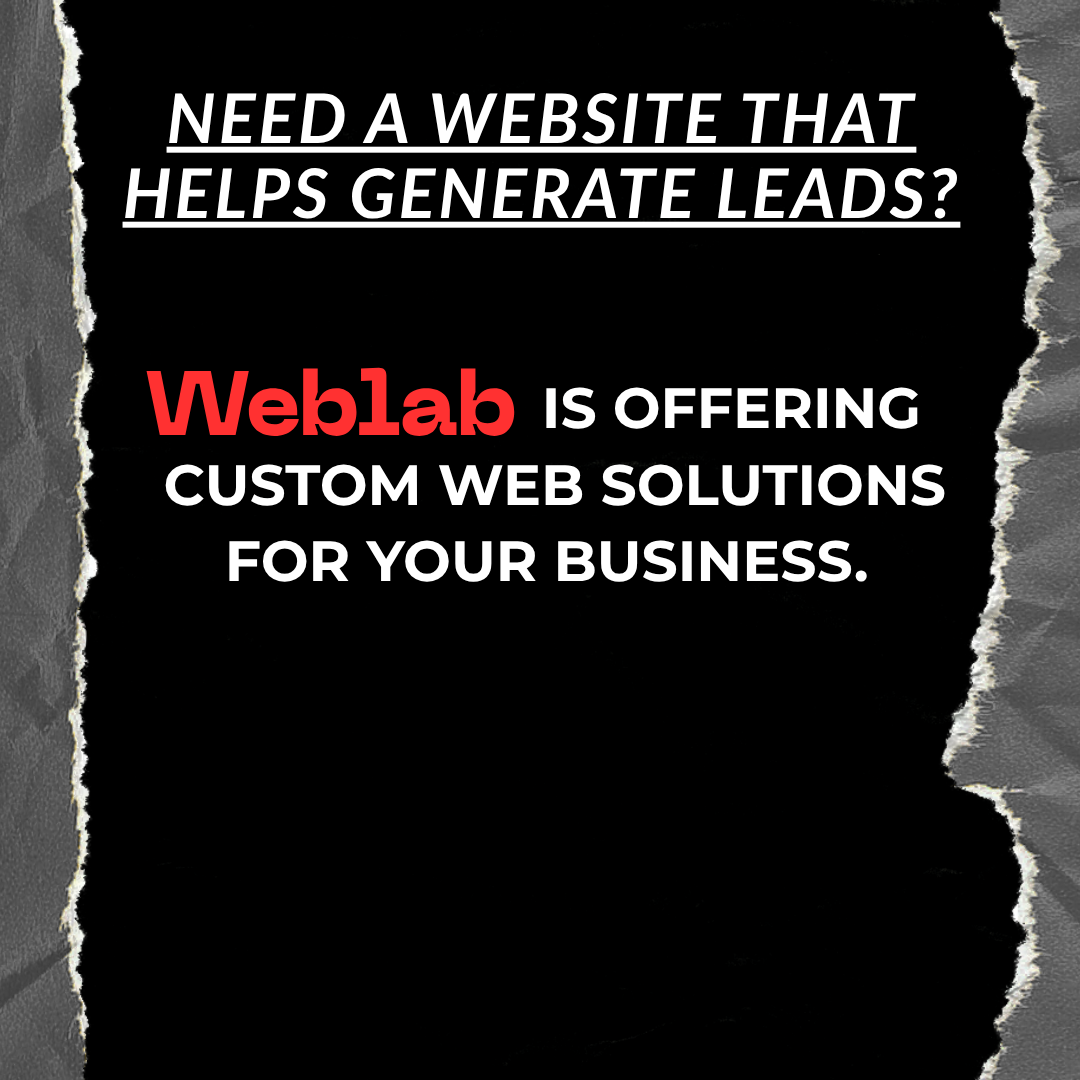 NEED A WEBSITE THAT
HELPS GENERATE LEADS?
Weblab IS OFFERING
CUSTOM WEB SOLUTIONS
FOR YOUR BUSINESS.